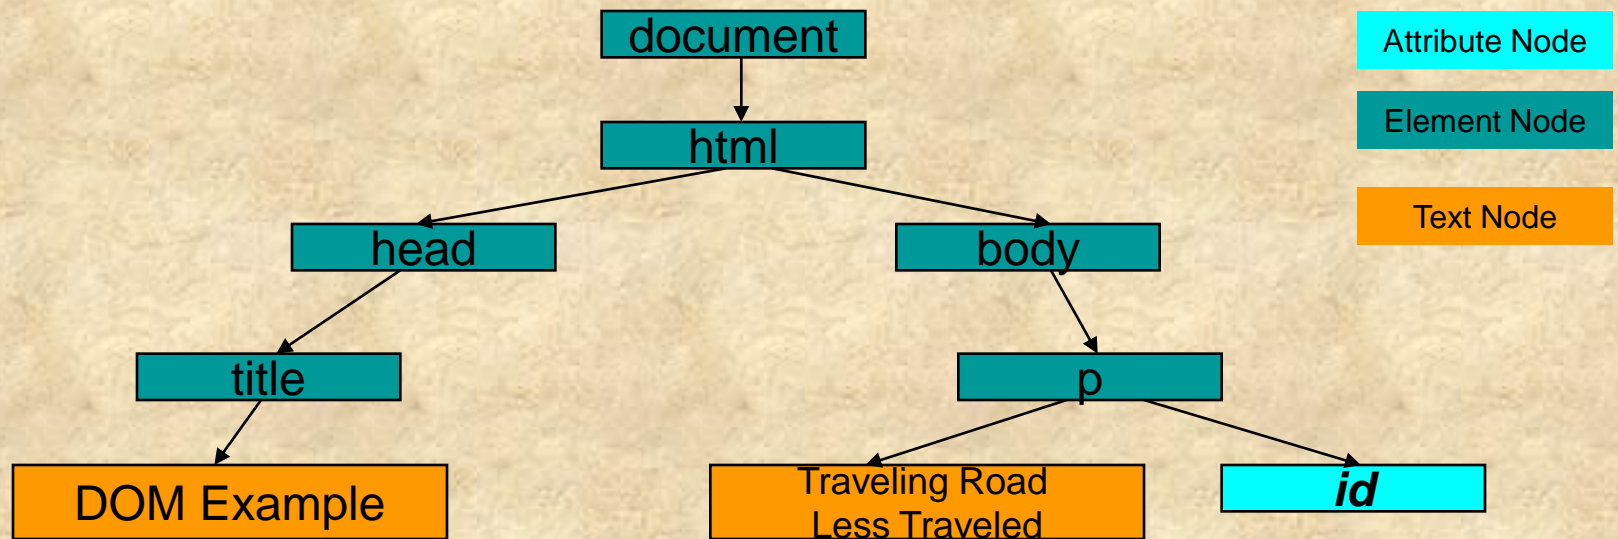 document
Attribute Node
Element Node
html
Text Node
head
body
title
p
DOM Example
Traveling Road
Less Traveled
id